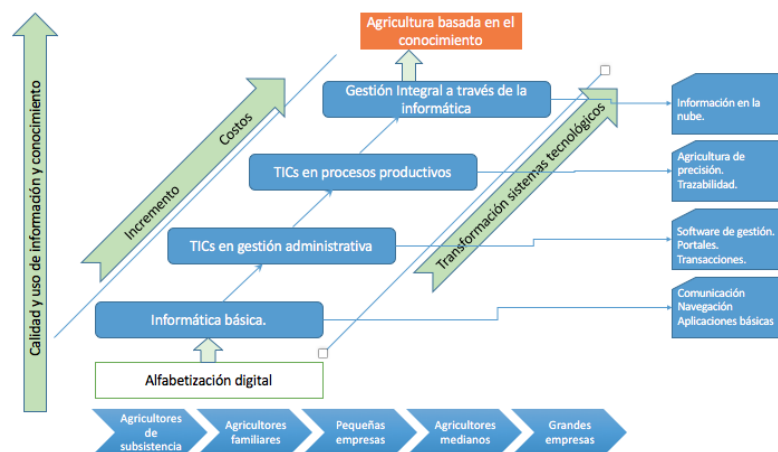 Agricultura basada en el
conocimiento
Calidad y uso de información y conocimiento
Incremento Costos
Transformación sistemas tecnológicos
Gestión Integral a través de la
informática
Información en la
nube.
TICs en procesos productivos
Agricultura de
precisión.
Trazabilidad.
TICs en gestión administrativa
Software de gestión.
Portales.
Transacciones.
Informática básica.
Comunicación
Navegación
Aplicaciones básicas
Alfabetización digital
Agricultores
de
subsistencia
Agricultores
familiares
Pequeñas
empresas
Agricultores
medianos
Grandes
empresas